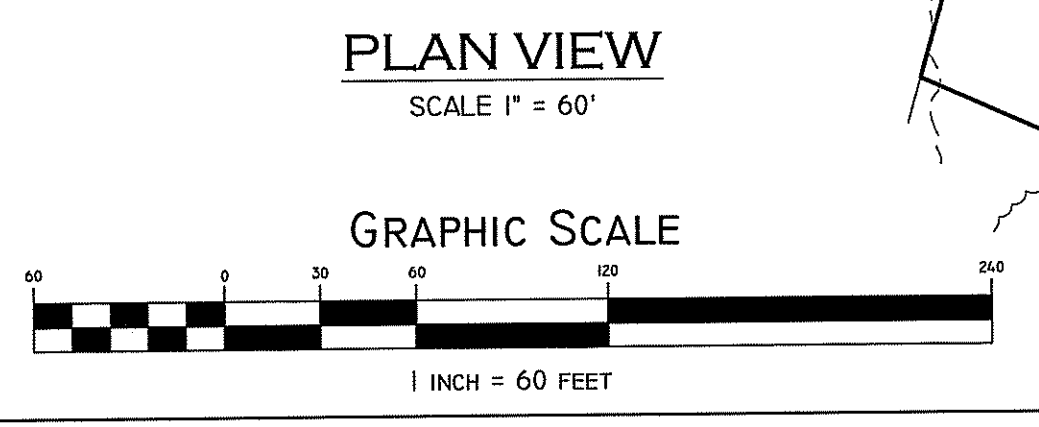 PLAN VIEW
SCALE 1" = 60'
GRAPHIC SCALE
60 0 30 60 120 240
1 INCH = 60 FEET